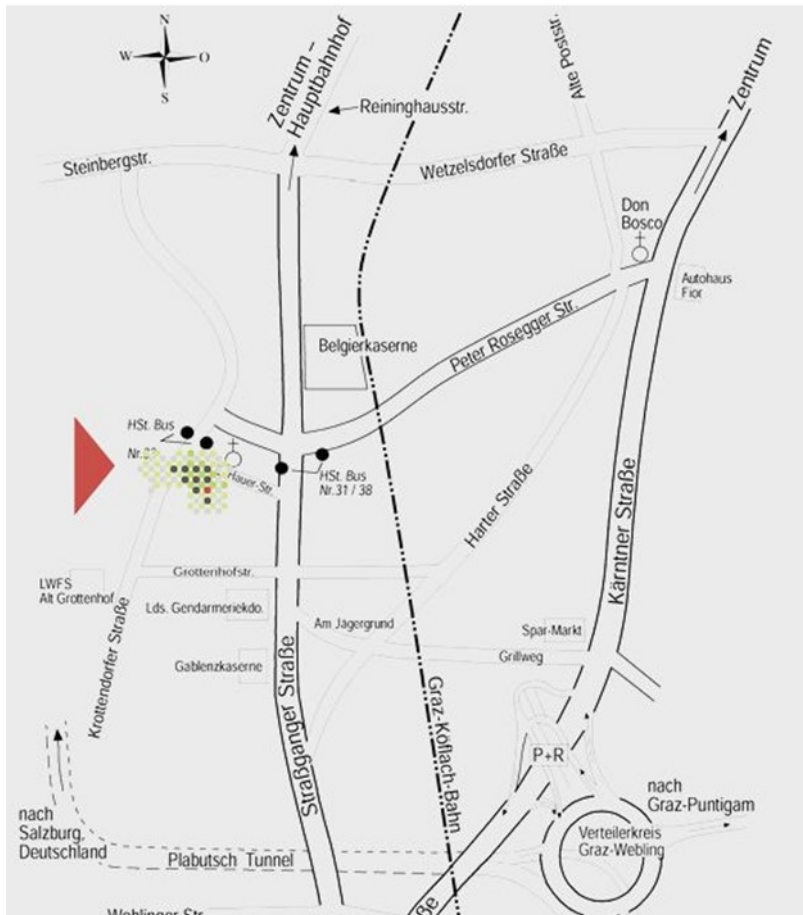 N
W
O
S
Zentrum –
Hauptbahnhof
Reininghausstr.
Alte Poststr.
Zentrum
Steinbergstr.
Wetzelsdorfer Straße
Don
Bosco
Autohaus
Fior
Belgierkaserne
Peter Rosegger Str.
HSt. Bus
Hauer-Str.
HSt. Bus
Nr.31 / 38
Harter Straße
Kärntner Straße
Grottenhofstr.
LWFS
Alt Grottenhof
Lds. Gendarmeriekdo.
Am Jägergrund
Spar-Markt
Grillweg
Gablenzkaserne
Krottendorfer Straße
Straßganger Straße
Graz-Köflach-Bahn
P+R
nach
Graz-Puntigam
nach
Salzburg,
Deutschland
Plabutsch Tunnel
Verteilerkreis
Graz-Webling